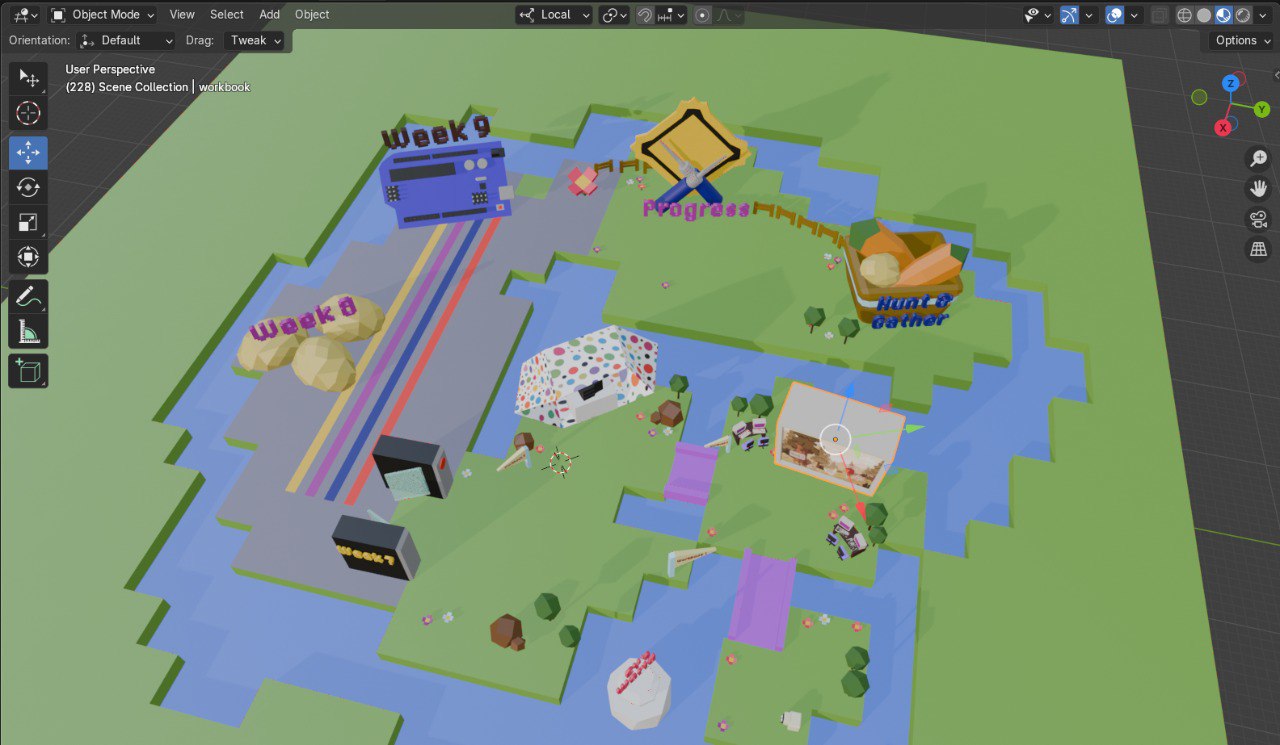 Object Mode View Select Add Object Local
Orientation: Default Drag: Tweak Options
User Perspective
(228) Scene Collection | workbook
Z
Y
X
Week 9
Progress
Hunt &
Gather
Week 8
Week 7